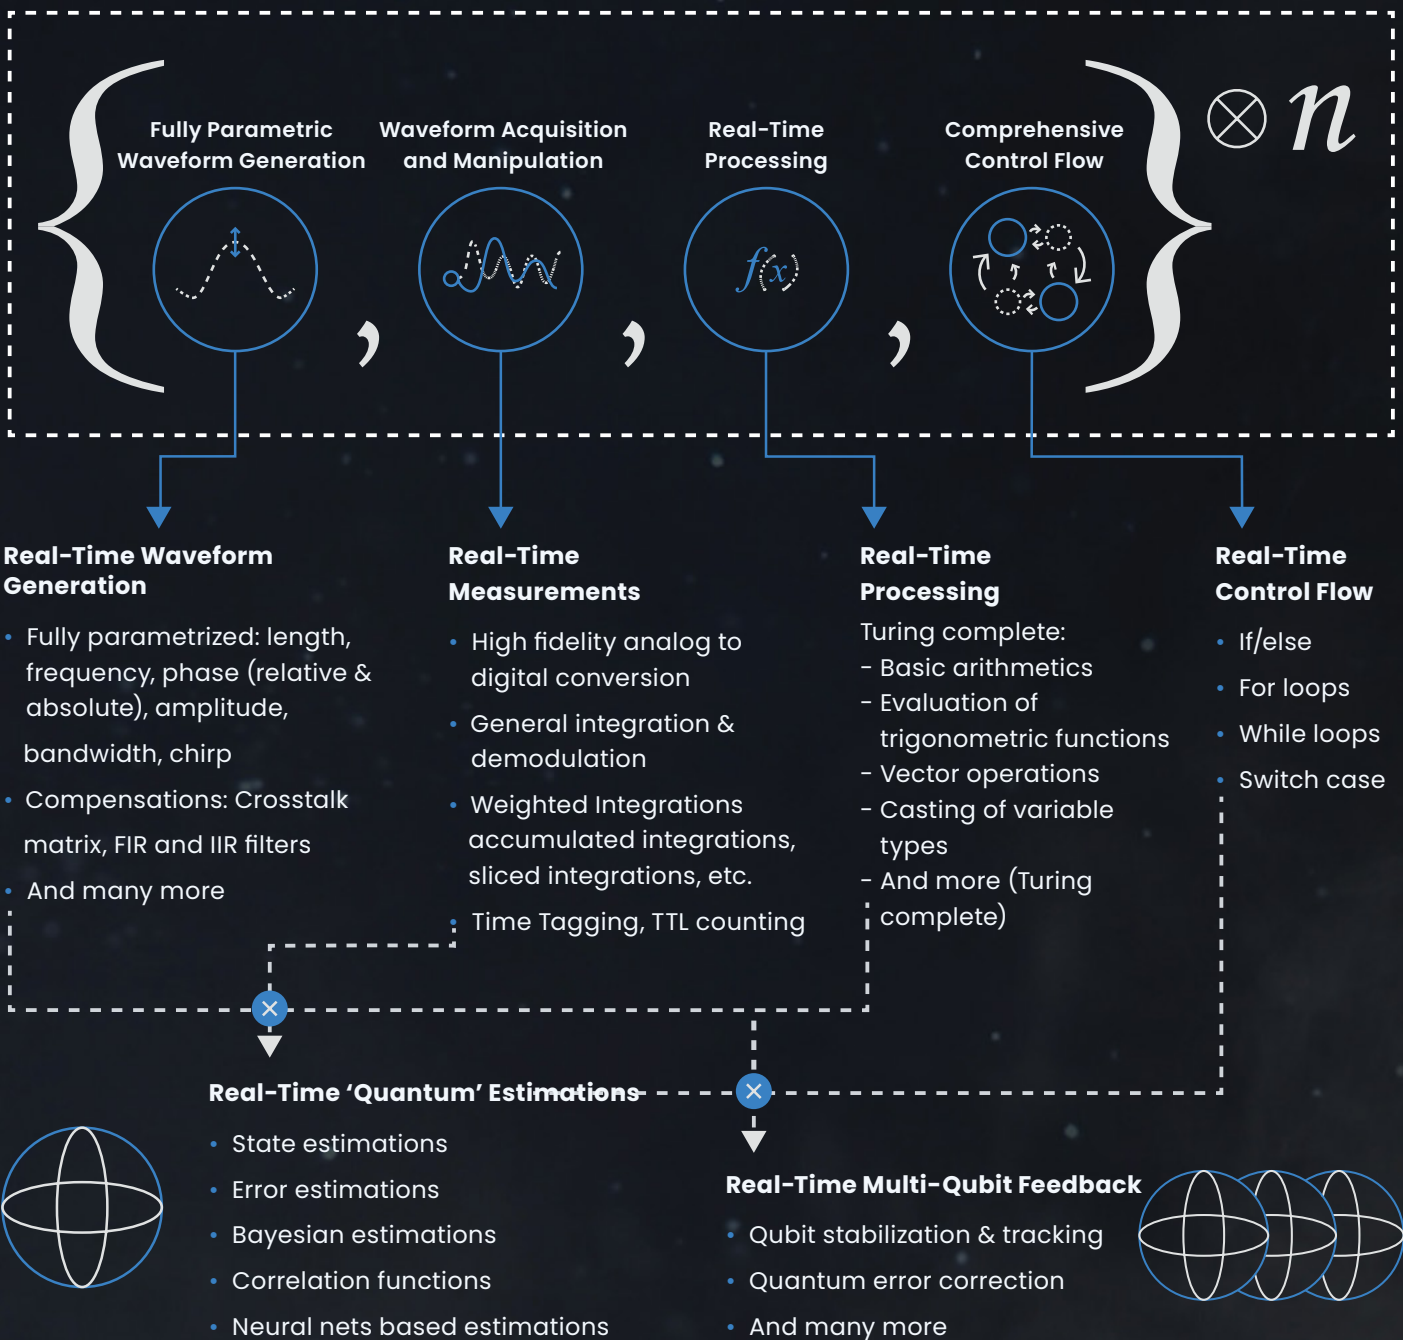 Fully Parametric
Waveform Generation
Waveform Acquisition
and Manipulation
Real-Time
Processing
Comprehensive
Control Flow
⊗ n
f(x)
{ , , , }
Real-Time Waveform
Generation
• Fully parametrized: length,
frequency, phase (relative &
absolute), amplitude,
bandwidth, chirp
• Compensations: Crosstalk
matrix, FIR and IIR filters
• And many more
Real-Time
Measurements
• High fidelity analog to
digital conversion
• General integration &
demodulation
• Weighted Integrations
accumulated integrations,
sliced integrations, etc.
• Time Tagging, TTL counting
Real-Time
Processing
Turing complete:
- Basic arithmetics
- Evaluation of
trigonometric functions
- Vector operations
- Casting of variable
types
- And more (Turing
complete)
Real-Time
Control Flow
• If/else
• For loops
• While loops
• Switch case
Real-Time ‘Quantum’ Estimations
• State estimations
• Error estimations
• Bayesian estimations
• Correlation functions
• Neural nets based estimations
Real-Time Multi-Qubit Feedback
• Qubit stabilization & tracking
• Quantum error correction
• And many more